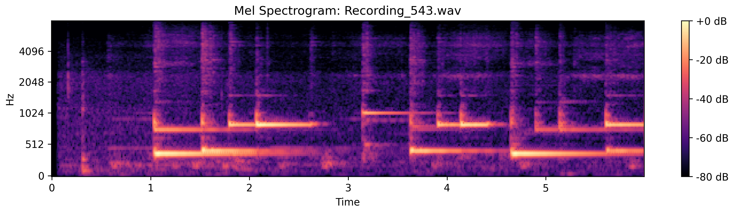 Mel Spectrogram: Recording_543.wav
Hz
4096
2048
1024
512
0
0 1 2 3 4 5
Time
+0 dB
-20 dB
-40 dB
-60 dB
-80 dB